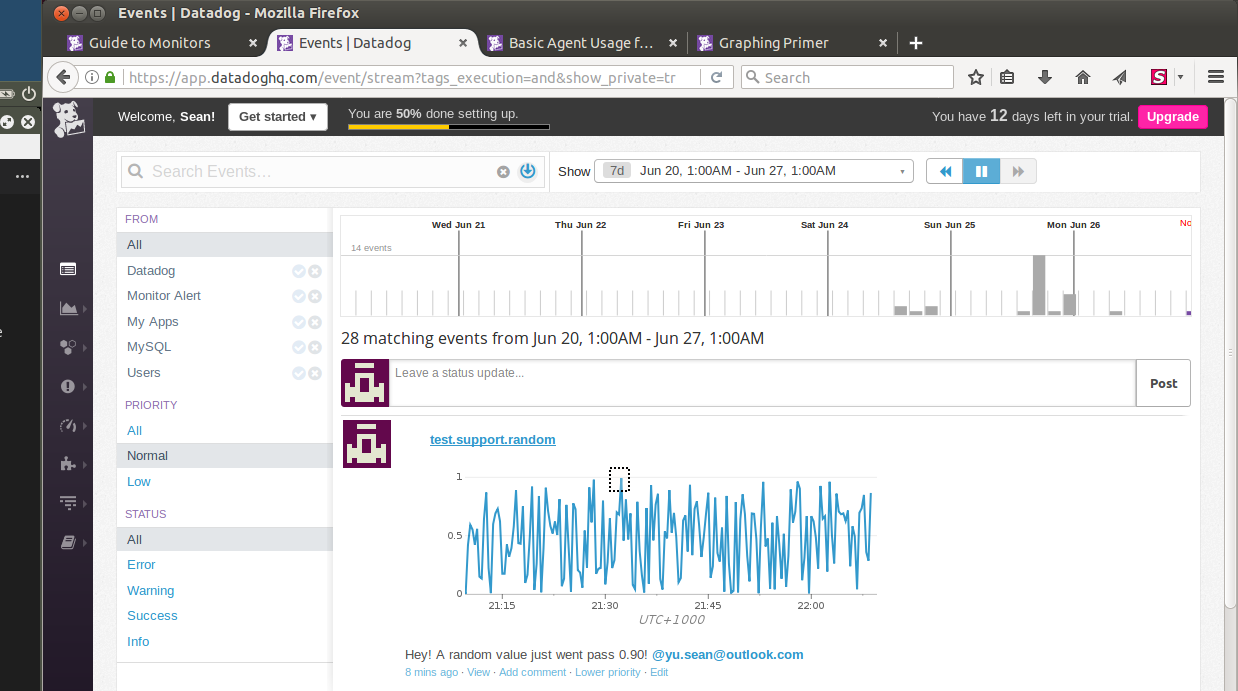 Events | Datadog - Mozilla Firefox
Guide to Monitors
Events | Datadog
Basic Agent Usage f...
Graphing Primer
https://app.datadoghq.com/event/stream?tags_execution=and&show_private=tr
Search
Welcome, Sean!
Get started ▾
You are 50% done setting up.
You have 12 days left in your trial.
Upgrade
Search Events...
Show
7d
Jun 20, 1:00AM - Jun 27, 1:00AM
FROM
All
Datadog
Monitor Alert
My Apps
MySQL
Users
PRIORITY
All
Normal
Low
STATUS
All
Error
Warning
Success
Info
Wed Jun 21
Thu Jun 22
Fri Jun 23
Sat Jun 24
Sun Jun 25
Mon Jun 26
No
14 events
28 matching events from Jun 20, 1:00AM - Jun 27, 1:00AM
Leave a status update...
Post
test.support.random
1
0.5
0
21:15
21:30
21:45
22:00
UTC+1000
Hey! A random value just went pass 0.90! @yu.sean@outlook.com
8 mins ago · View · Add comment · Lower priority · Edit